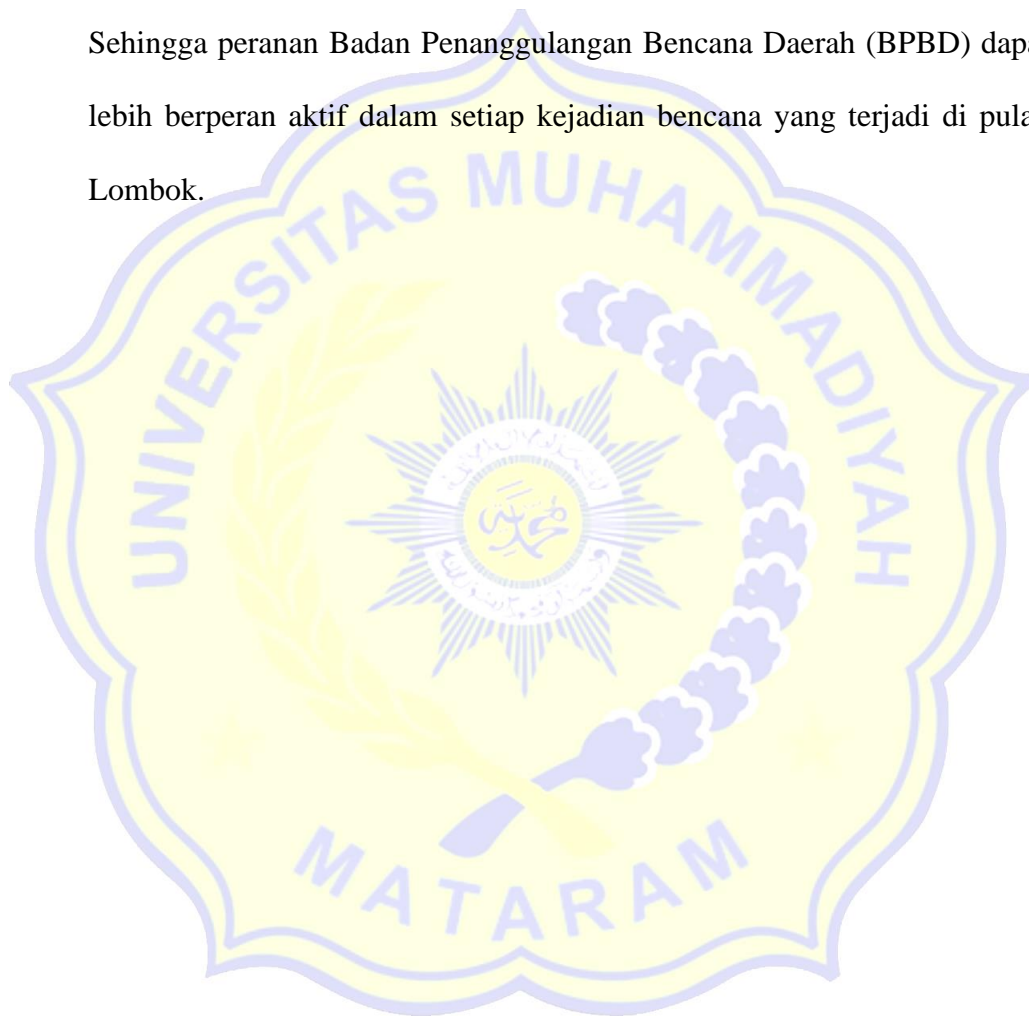 Sehingga peranan Badan Penanggulangan Bencana Daerah (BPBD) dapa
lebih berperan aktif dalam setiap kejadian bencana yang terjadi di pula
Lombok.
UNIVERSITAS MUHAMMADIYAH
MATARAM